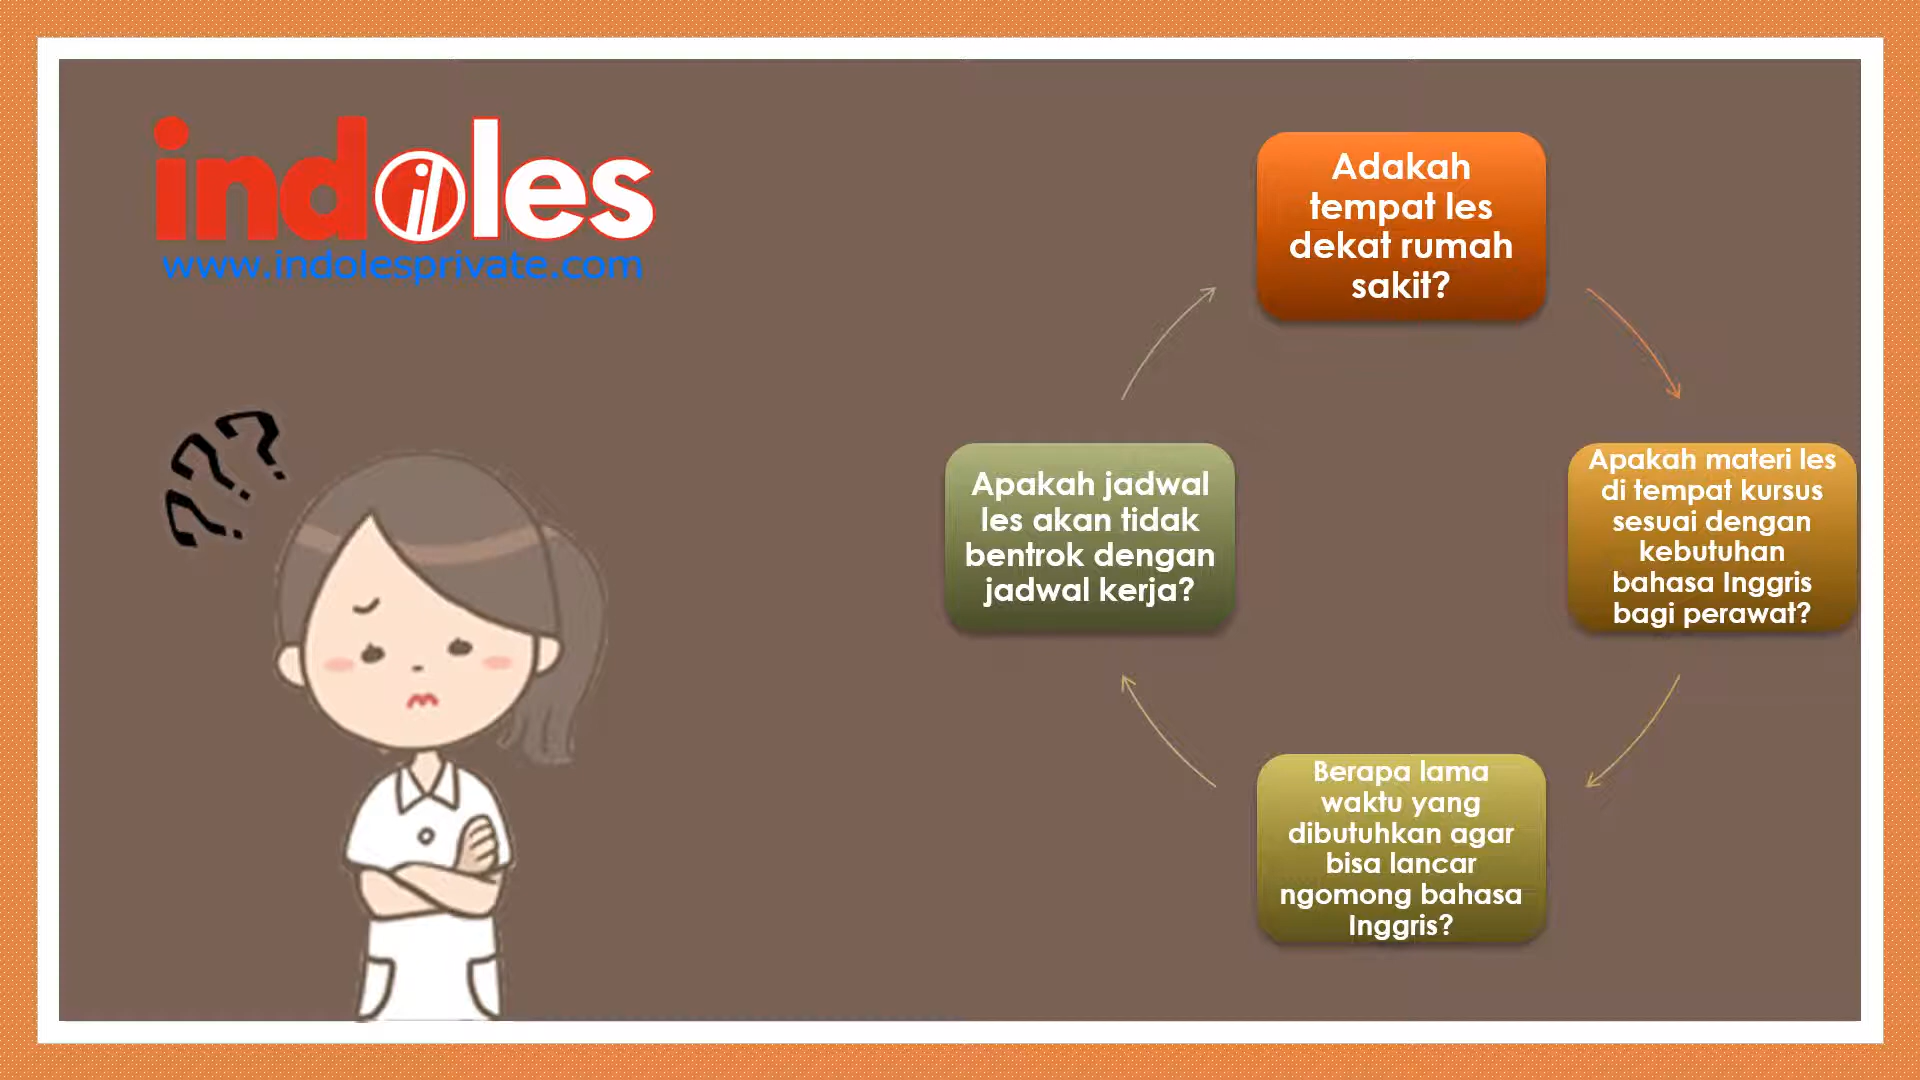 indoles
www.indolesprivate.com
???
Adakah
tempat les
dekat rumah
sakit?
Apakah materi les
di tempat kursus
sesuai dengan
kebutuhan
bahasa Inggris
bagi perawat?
Berapa lama
waktu yang
dibutuhkan agar
bisa lancar
ngomong bahasa
Inggris?
Apakah jadwal
les akan tidak
bentrok dengan
jadwal kerja?